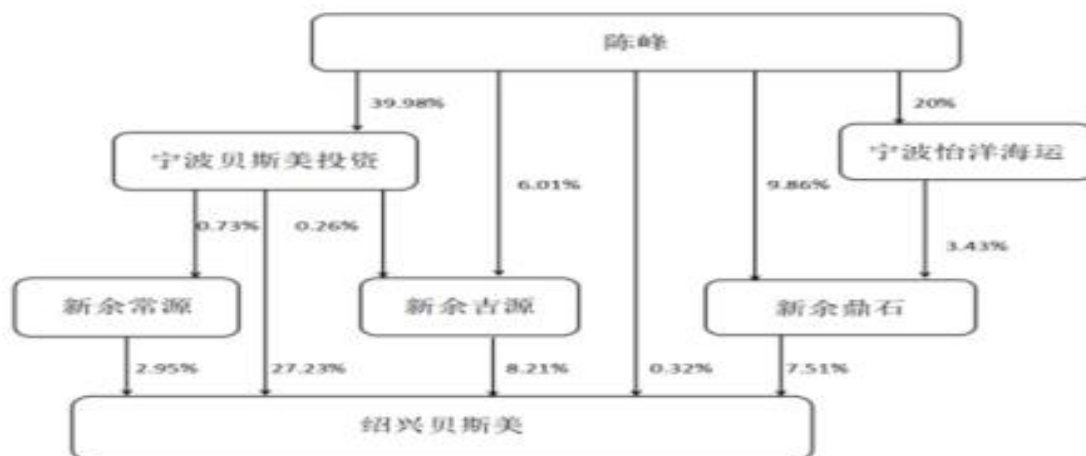 陈峰
39.98%
20%
宁波贝斯美投资
宁波怡洋海运
6.01%
9.86%
0.73%
0.26%
3.43%
新余常源
新余吉源
新余鼎石
2.95%
27.23%
8.21%
0.32%
7.51%
绍兴贝斯美